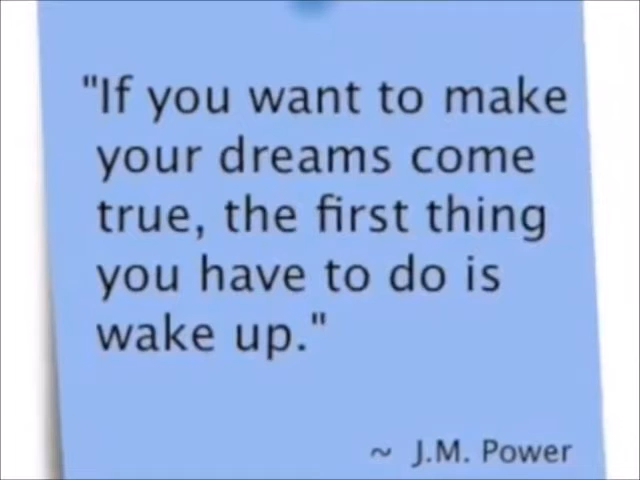 "If you want to make
your dreams come
true, the first thing
you have to do is
wake up."
~ J.M. Power